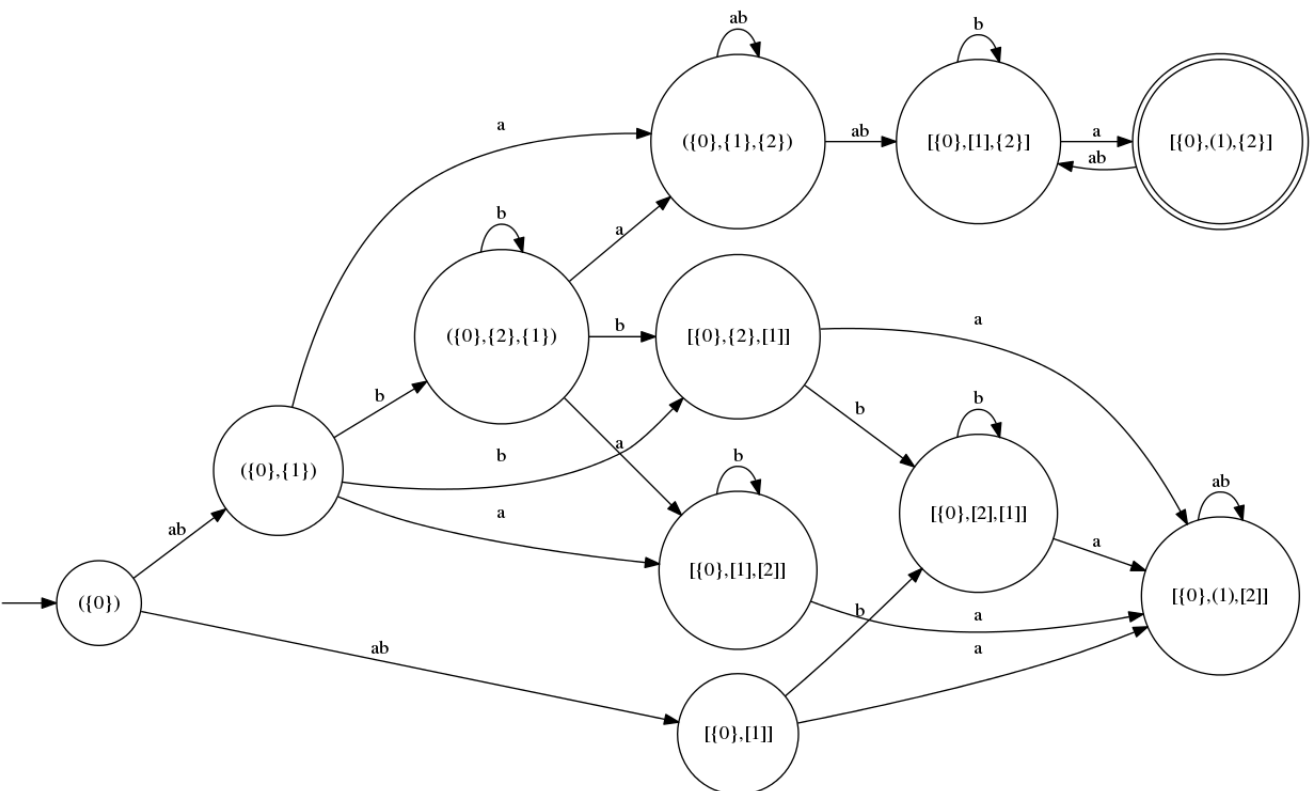 ab
b
a
({0},{1},{2})
ab
[{0},[1],{2}]
a
ab
[{0},(1),{2}]
b
a
({0},{2},{1})
b
[{0},{2},[1]]
a
b
b
b
a
b
b
[{0},[2],[1]]
({0},{1})
a
[{0},[1],[2]]
a
ab
[{0},(1),[2]]
ab
({0})
b
a
ab
a
[{0},[1]]